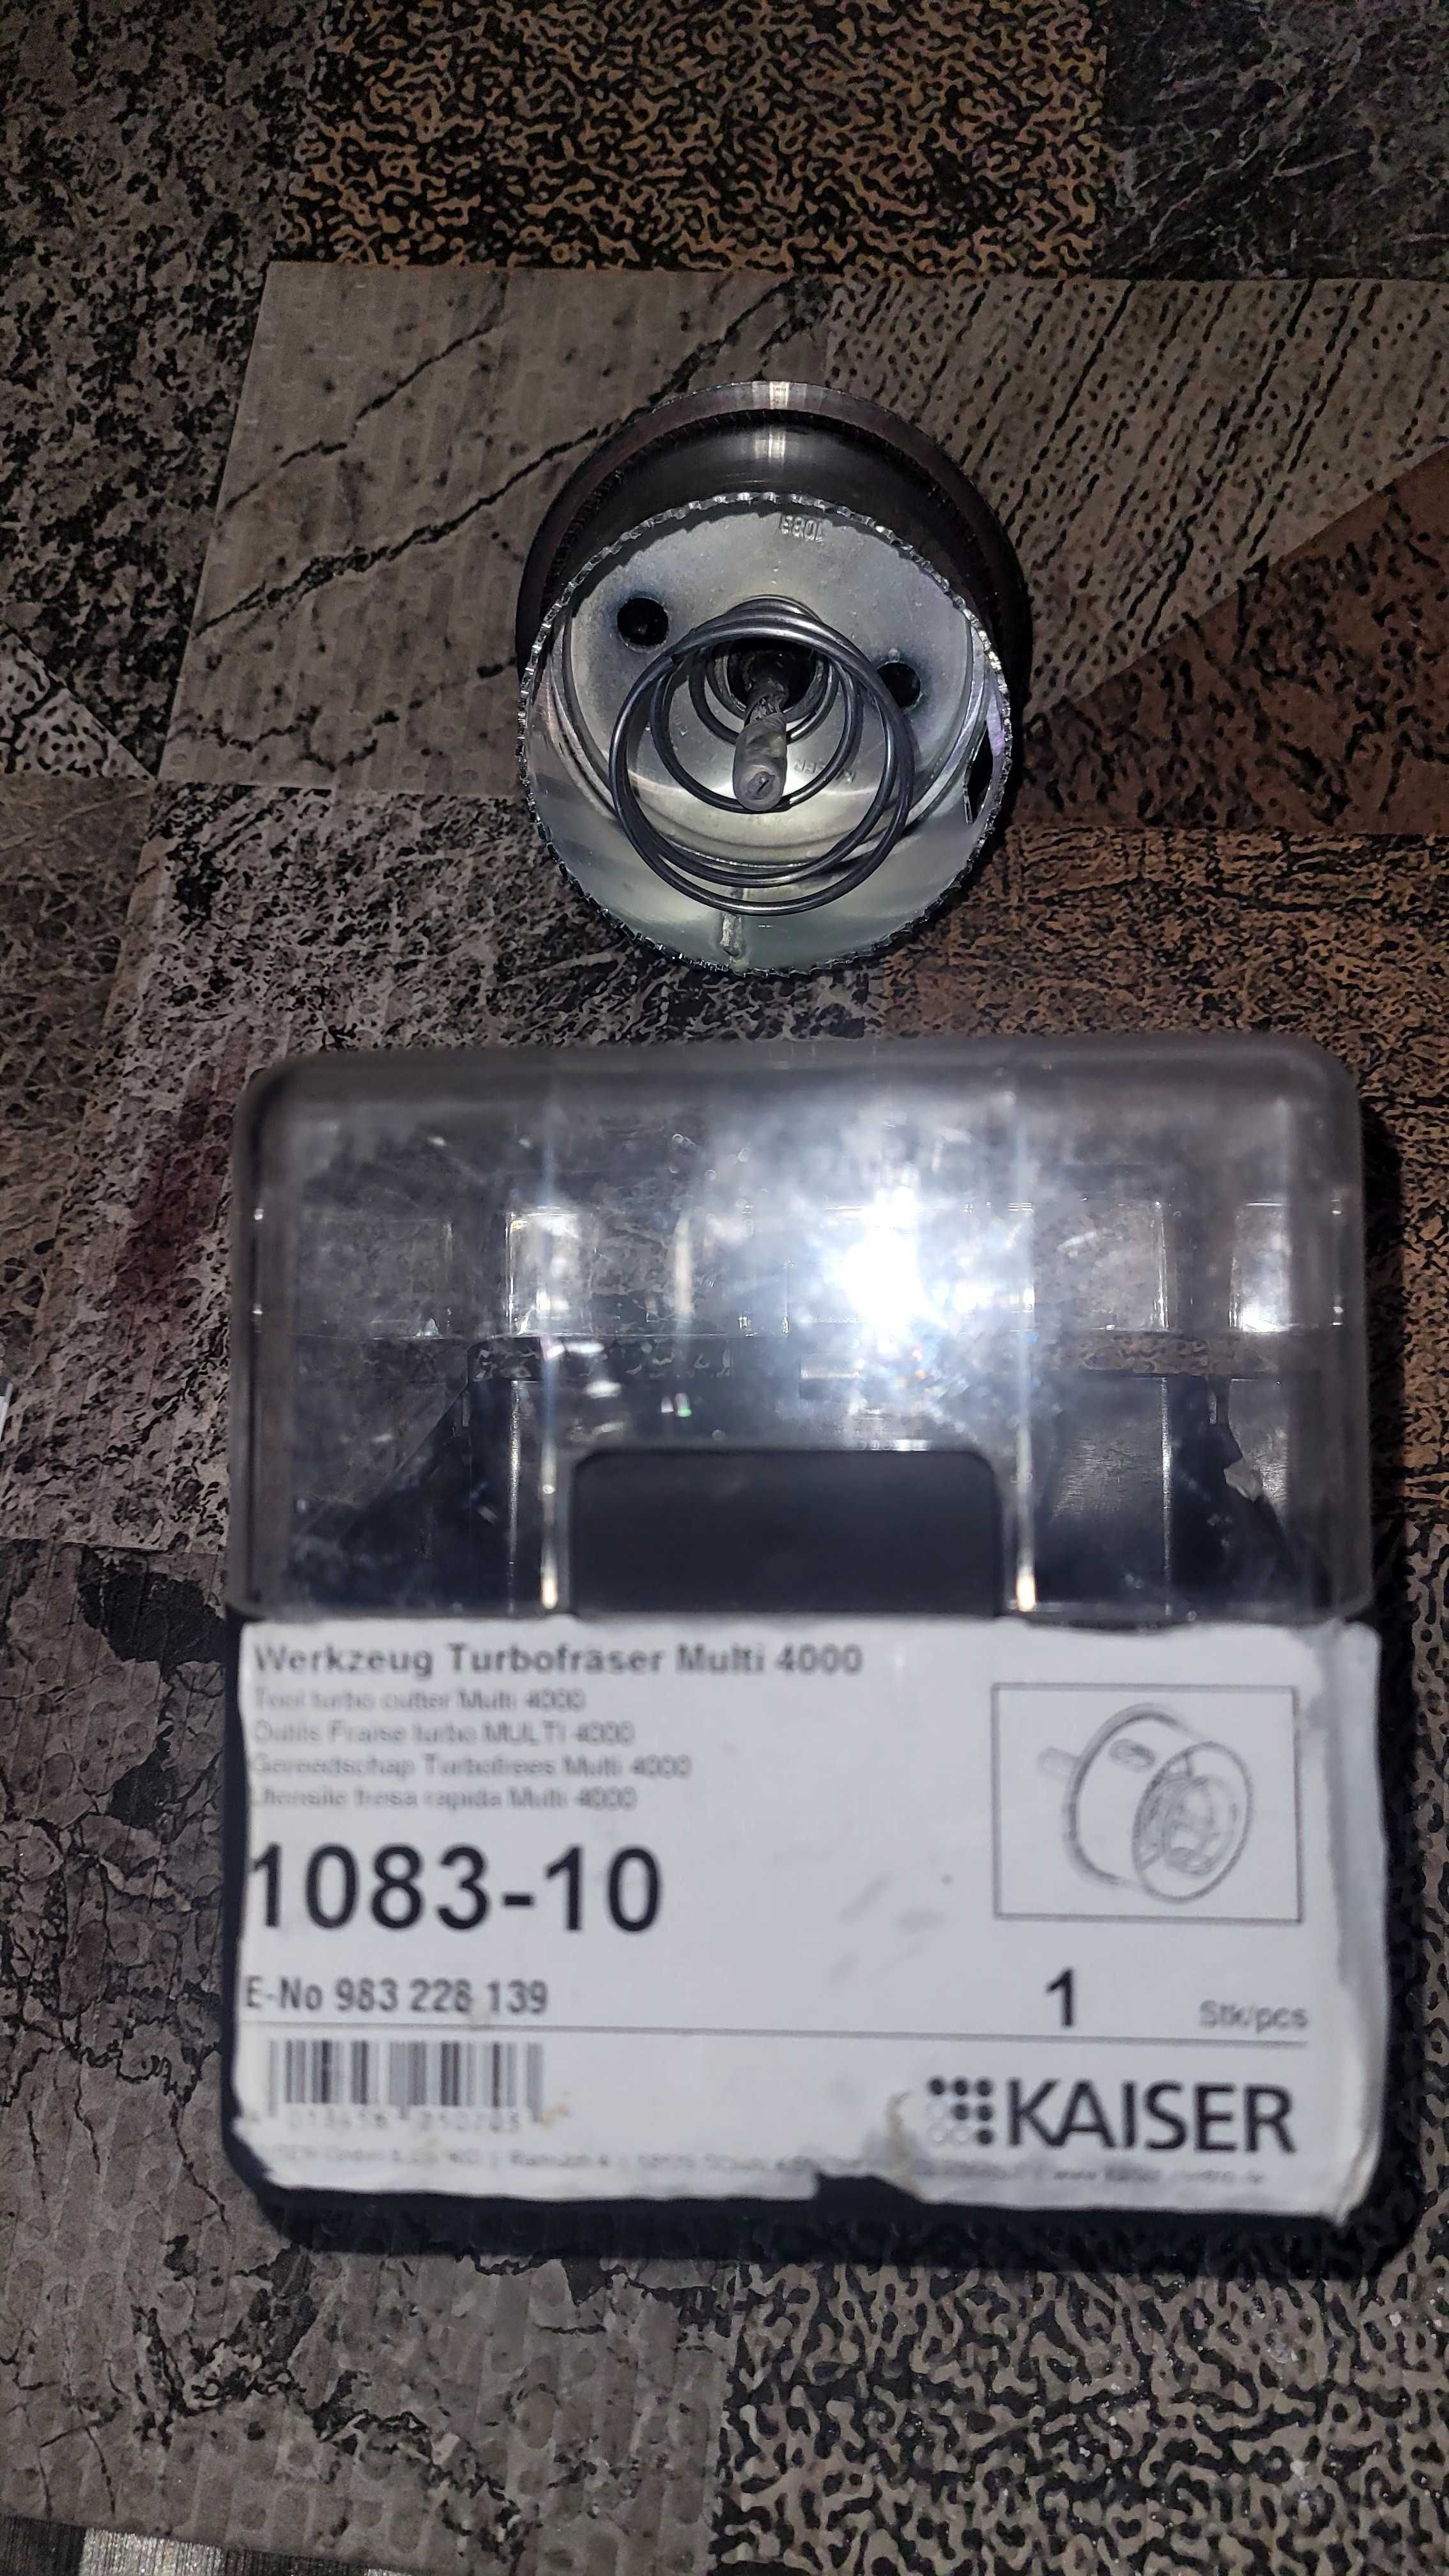 1083
Werkzeug Turbofräser Multi 4000
Tool turbo cutter Multi 4000
Outils Fraise turbo MULTI 4000
Gereedschap Turbofrees Multi 4000
Utensile fresa rapida Multi 4000
1083-10
E-No 983 228 139
1 Stk/pcs
KAISER